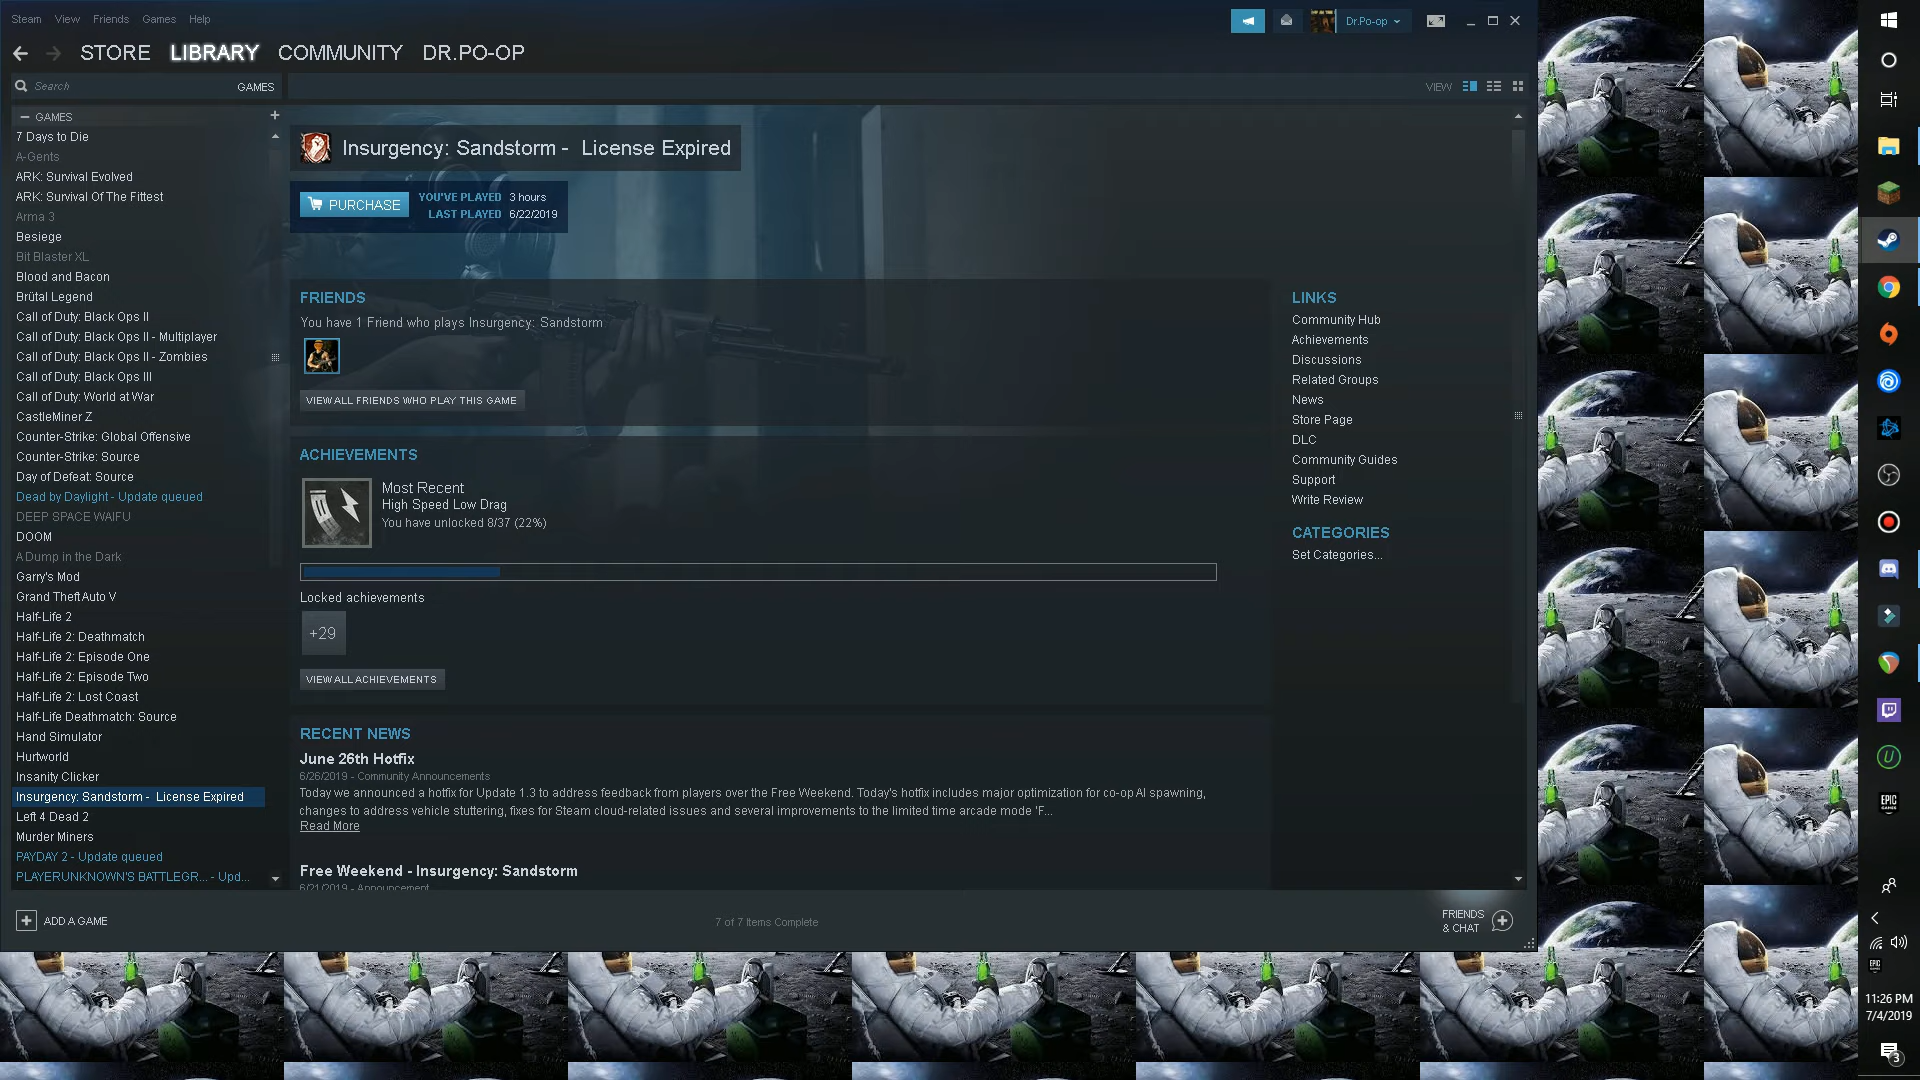 Steam View Friends Games Help
Dr.Po-op
STORE LIBRARY COMMUNITY DR.PO-OP
Search GAMES
VIEW
GAMES
7 Days to Die
A-Gents
ARK: Survival Evolved
ARK: Survival Of The Fittest
Arma 3
Besiege
Bit Blaster XL
Blood and Bacon
Brütal Legend
Call of Duty: Black Ops II
Call of Duty: Black Ops II - Multiplayer
Call of Duty: Black Ops II - Zombies
Call of Duty: Black Ops III
Call of Duty: World at War
CastleMiner Z
Counter-Strike: Global Offensive
Counter-Strike: Source
Day of Defeat: Source
Dead by Daylight - Update queued
DEEP SPACE WAIFU
DOOM
A Dump in the Dark
Garry's Mod
Grand Theft Auto V
Half-Life 2
Half-Life 2: Deathmatch
Half-Life 2: Episode One
Half-Life 2: Episode Two
Half-Life 2: Lost Coast
Half-Life Deathmatch: Source
Hand Simulator
Hurtworld
Insanity Clicker
Insurgency: Sandstorm - License Expired
Left 4 Dead 2
Murder Miners
PAYDAY 2 - Update queued
PLAYERUNKNOWN'S BATTLEGR... - Upd...
Insurgency: Sandstorm - License Expired
PURCHASE
YOU'VE PLAYED 3 hours
LAST PLAYED 6/22/2019
FRIENDS
You have 1 Friend who plays Insurgency: Sandstorm
VIEW ALL FRIENDS WHO PLAY THIS GAME
ACHIEVEMENTS
Most Recent
High Speed Low Drag
You have unlocked 8/37 (22%)
Locked achievements
+29
VIEW ALL ACHIEVEMENTS
RECENT NEWS
June 26th Hotfix
6/26/2019 - Community Announcements
Today we announced a hotfix for Update 1.3 to address feedback from players over the Free Weekend. Today's hotfix includes major optimization for co-op AI spawning,
changes to address vehicle stuttering, fixes for Steam cloud-related issues and several improvements to the limited time arcade mode 'F...
Read More
Free Weekend - Insurgency: Sandstorm
6/21/2019 - Announcement
LINKS
Community Hub
Achievements
Discussions
Related Groups
News
Store Page
DLC
Community Guides
Support
Write Review
CATEGORIES
Set Categories...
ADD A GAME
7 of 7 Items Complete
FRIENDS
& CHAT
EPIC
GAMES
EPIC
11:26 PM
7/4/2019
3